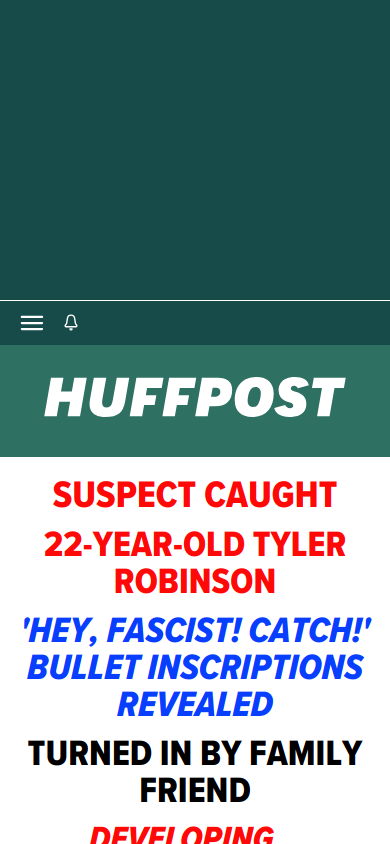 HUFFPOST
SUSPECT CAUGHT
22-YEAR-OLD TYLER
ROBINSON
'HEY, FASCIST! CATCH!'
BULLET INSCRIPTIONS
REVEALED
TURNED IN BY FAMILY
FRIEND
DEVELOPING